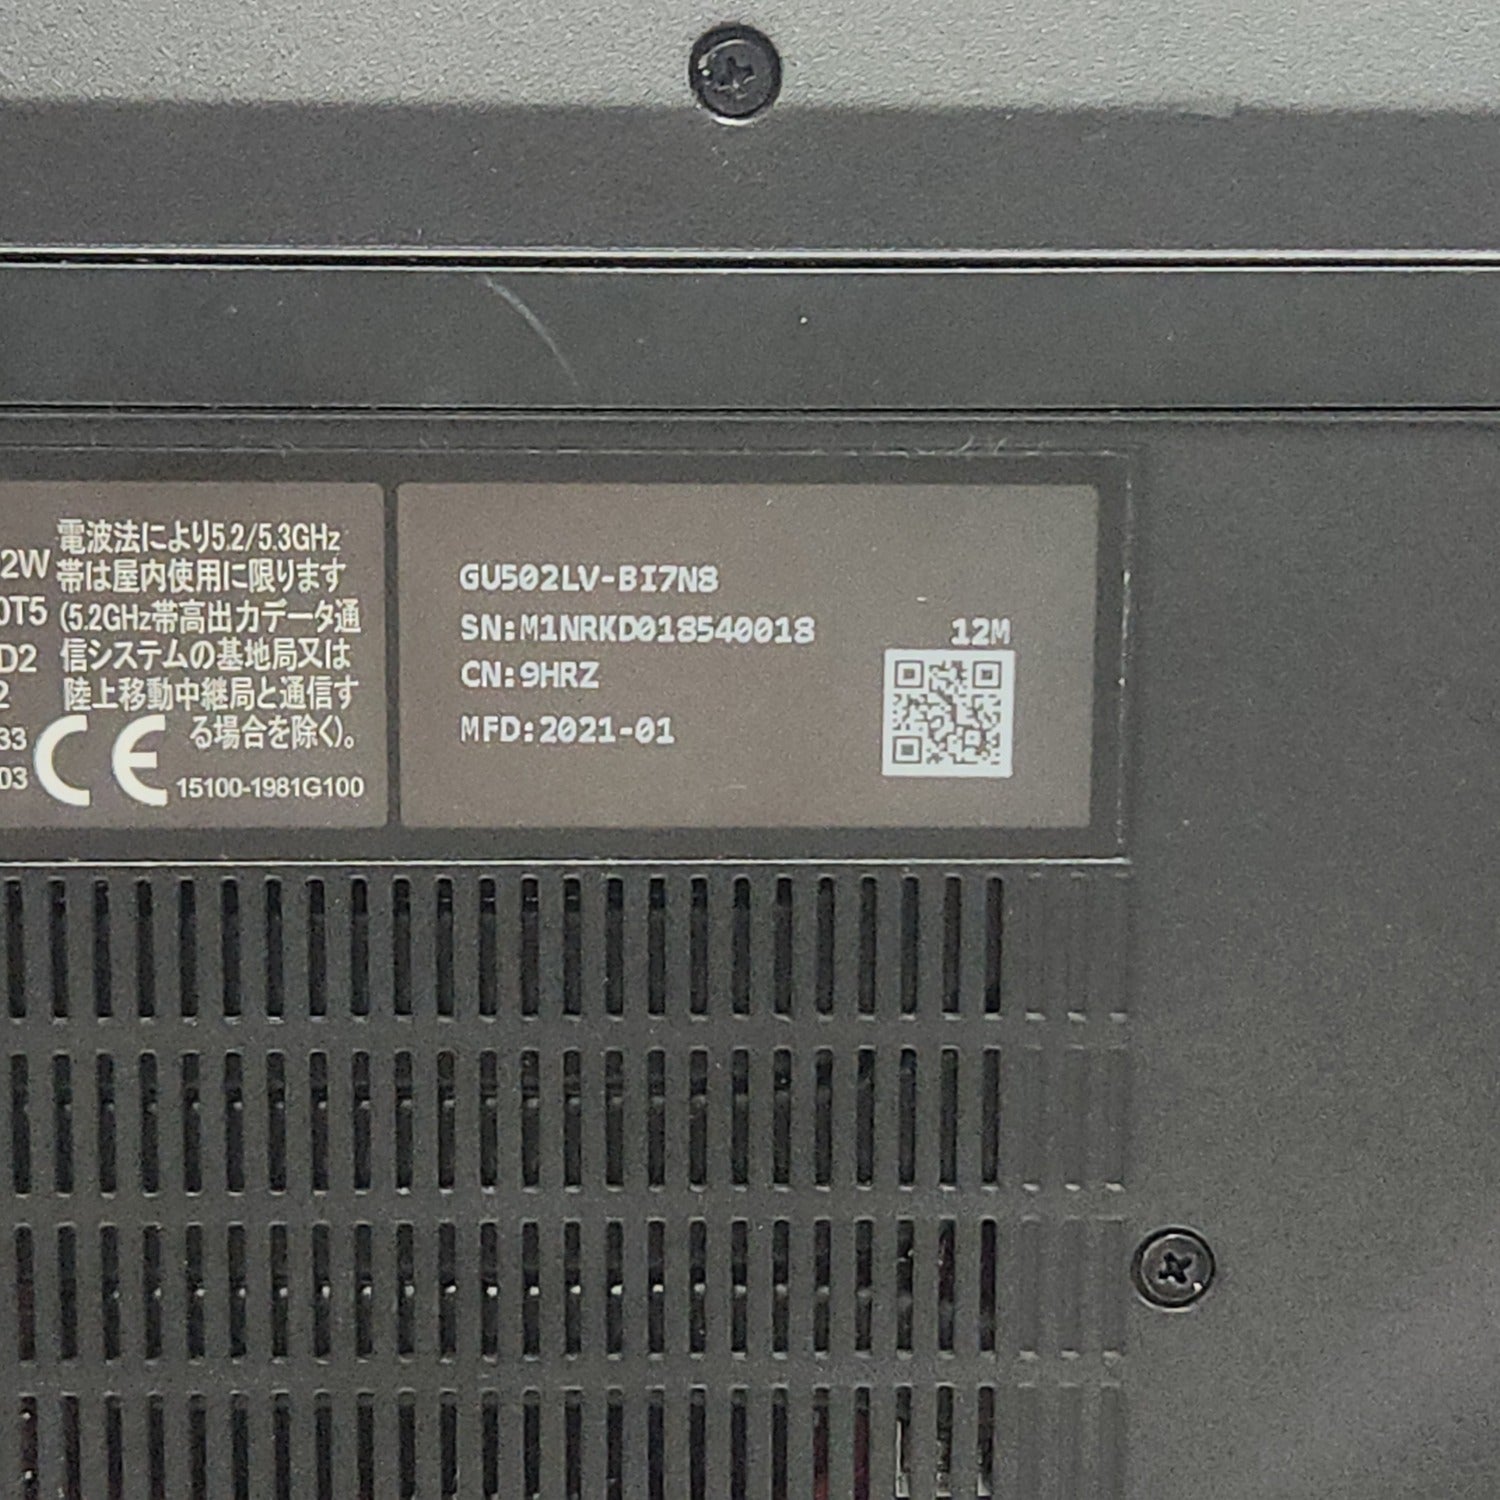 2W
0T5
D2
2
33
03
電波法により5.2/5.3GHz
帯は屋内使用に限ります
(5.2GHz帯高出力データ通
信システムの基地局又は
陸上移動中継局と通信す
る場合を除く)。
CE
15100-1981G100
GU502LV-BI7N8
SN:M1NRKD018540018
CN:9HRZ
MFD:2021-01
12M